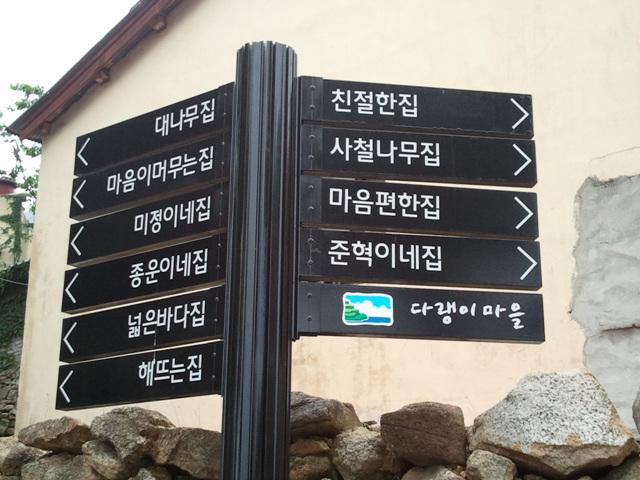 대나무집
마음이머무는집
미정이네집
종운이네집
넓은바다집
해뜨는집
친절한집
사철나무집
마음편한집
준혁이네집
다랭이 마을